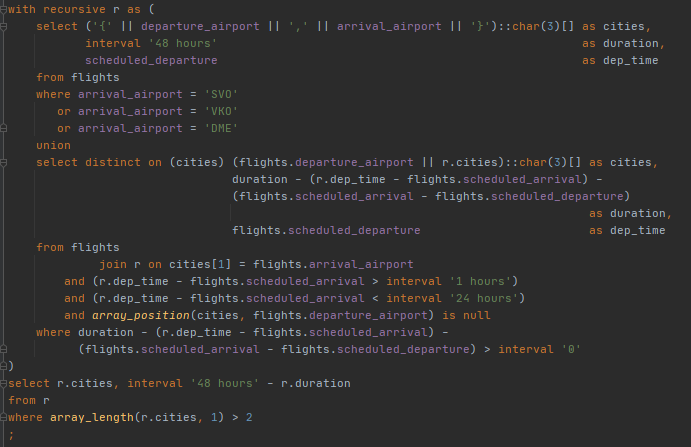 with recursive r as (
select ('{' || departure_airport || ',' || arrival_airport || '}')::char(3)[] as cities,
interval '48 hours' as duration,
scheduled_departure as dep_time
from flights
where arrival_airport = 'SVO'
or arrival_airport = 'VKO'
or arrival_airport = 'DME'
union
select distinct on (cities) (flights.departure_airport || r.cities)::char(3)[] as cities,
duration - (r.dep_time - flights.scheduled_arrival) -
(flights.scheduled_arrival - flights.scheduled_departure)
as duration,
flights.scheduled_departure as dep_time
from flights
join r on cities[1] = flights.arrival_airport
and (r.dep_time - flights.scheduled_arrival > interval '1 hours')
and (r.dep_time - flights.scheduled_arrival < interval '24 hours')
and array_position(cities, flights.departure_airport) is null
where duration - (r.dep_time - flights.scheduled_arrival) -
(flights.scheduled_arrival - flights.scheduled_departure) > interval '0'
)
select r.cities, interval '48 hours' - r.duration
from r
where array_length(r.cities, 1) > 2
;